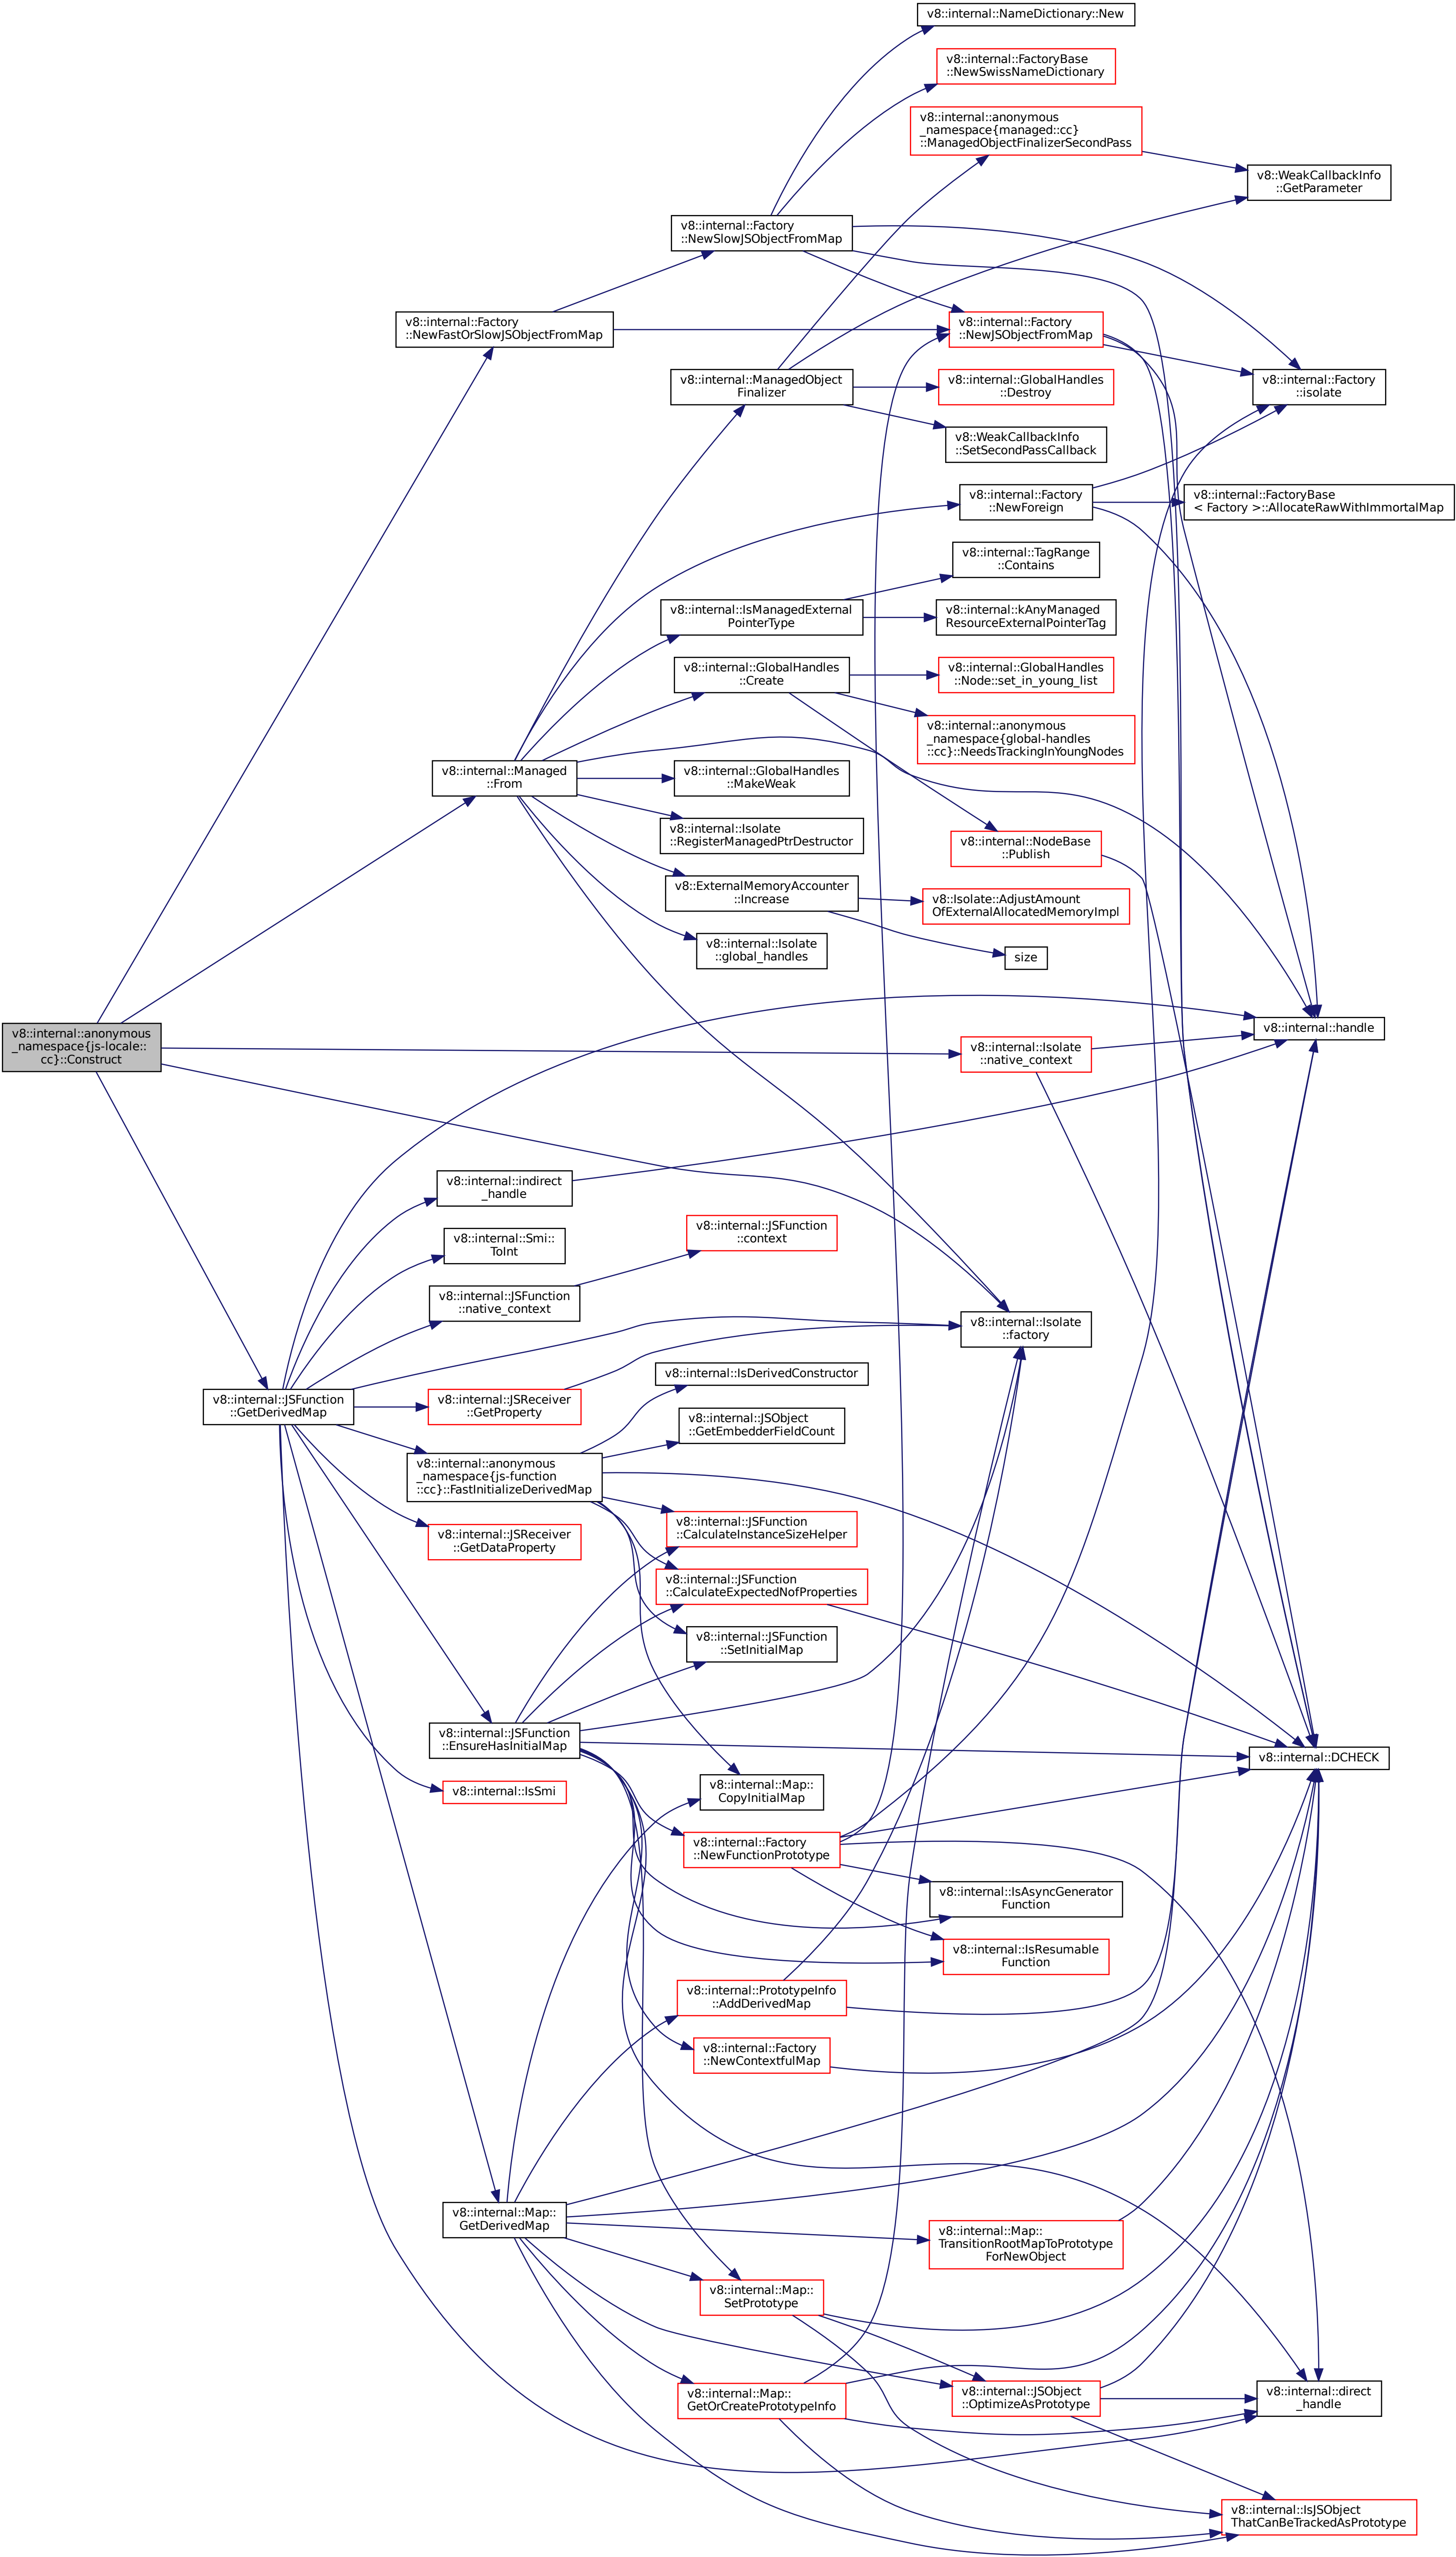 v8::internal::NameDictionary::New
v8::internal::FactoryBase
::NewSwissNameDictionary
v8::internal::anonymous
_namespace{managed::cc}
::ManagedObjectFinalizerSecondPass
v8::WeakCallbackInfo
::GetParameter
v8::internal::Factory
::NewSlowJSObjectFromMap
v8::internal::Factory
::NewFastOrSlowJSObjectFromMap
v8::internal::Factory
::NewJSObjectFromMap
v8::internal::ManagedObject
Finalizer
v8::internal::GlobalHandles
::Destroy
v8::internal::Factory
::isolate
v8::WeakCallbackInfo
::SetSecondPassCallback
v8::internal::Factory
::NewForeign
v8::internal::FactoryBase
< Factory >::AllocateRawWithImmortalMap
v8::internal::TagRange
::Contains
v8::internal::IsManagedExternal
PointerType
v8::internal::kAnyManaged
ResourceExternalPointerTag
v8::internal::GlobalHandles
::Create
v8::internal::GlobalHandles
::Node::set_in_young_list
v8::internal::anonymous
_namespace{global-handles
::cc}::NeedsTrackingInYoungNodes
v8::internal::Managed
::From
v8::internal::GlobalHandles
::MakeWeak
v8::internal::Isolate
::RegisterManagedPtrDestructor
v8::internal::NodeBase
::Publish
v8::ExternalMemoryAccounter
::Increase
v8::Isolate::AdjustAmount
OfExternalAllocatedMemoryImpl
v8::internal::Isolate
::global_handles
size
v8::internal::anonymous
_namespace{js-locale::
cc}::Construct
v8::internal::handle
v8::internal::Isolate
::native_context
v8::internal::indirect
_handle
v8::internal::JSFunction
::context
v8::internal::Smi::
ToInt
v8::internal::JSFunction
::native_context
v8::internal::Isolate
::factory
v8::internal::IsDerivedConstructor
v8::internal::JSFunction
::GetDerivedMap
v8::internal::JSReceiver
::GetProperty
v8::internal::JSObject
::GetEmbedderFieldCount
v8::internal::anonymous
_namespace{js-function
::cc}::FastInitializeDerivedMap
v8::internal::JSFunction
::CalculateInstanceSizeHelper
v8::internal::JSReceiver
::GetDataProperty
v8::internal::JSFunction
::CalculateExpectedNofProperties
v8::internal::JSFunction
::SetInitialMap
v8::internal::JSFunction
::EnsureHasInitialMap
v8::internal::DCHECK
v8::internal::IsSmi
v8::internal::Map::
CopyInitialMap
v8::internal::Factory
::NewFunctionPrototype
v8::internal::IsAsyncGenerator
Function
v8::internal::IsResumable
Function
v8::internal::PrototypeInfo
::AddDerivedMap
v8::internal::Factory
::NewContextfulMap
v8::internal::Map::
GetDerivedMap
v8::internal::Map::
TransitionRootMapToPrototype
ForNewObject
v8::internal::Map::
SetPrototype
v8::internal::Map::
GetOrCreatePrototypeInfo
v8::internal::JSObject
::OptimizeAsPrototype
v8::internal::direct
_handle
v8::internal::IsJSObject
ThatCanBeTrackedAsPrototype